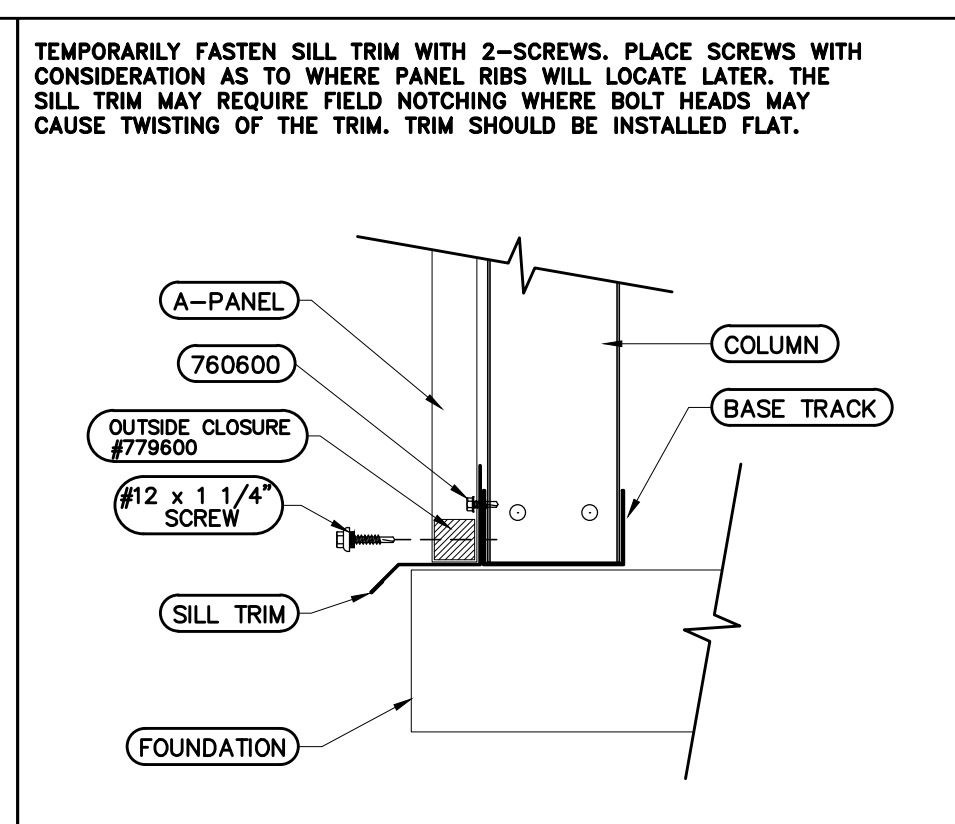 TEMPORARILY FASTEN SILL TRIM WITH 2-SCREWS. PLACE SCREWS WITH
CONSIDERATION AS TO WHERE PANEL RIBS WILL LOCATE LATER. THE
SILL TRIM MAY REQUIRE FIELD NOTCHING WHERE BOLT HEADS MAY
CAUSE TWISTING OF THE TRIM. TRIM SHOULD BE INSTALLED FLAT.
A-PANEL
760600
OUTSIDE CLOSURE
#779600
#12 x 1 1/4"
SCREW
SILL TRIM
FOUNDATION
COLUMN
BASE TRACK